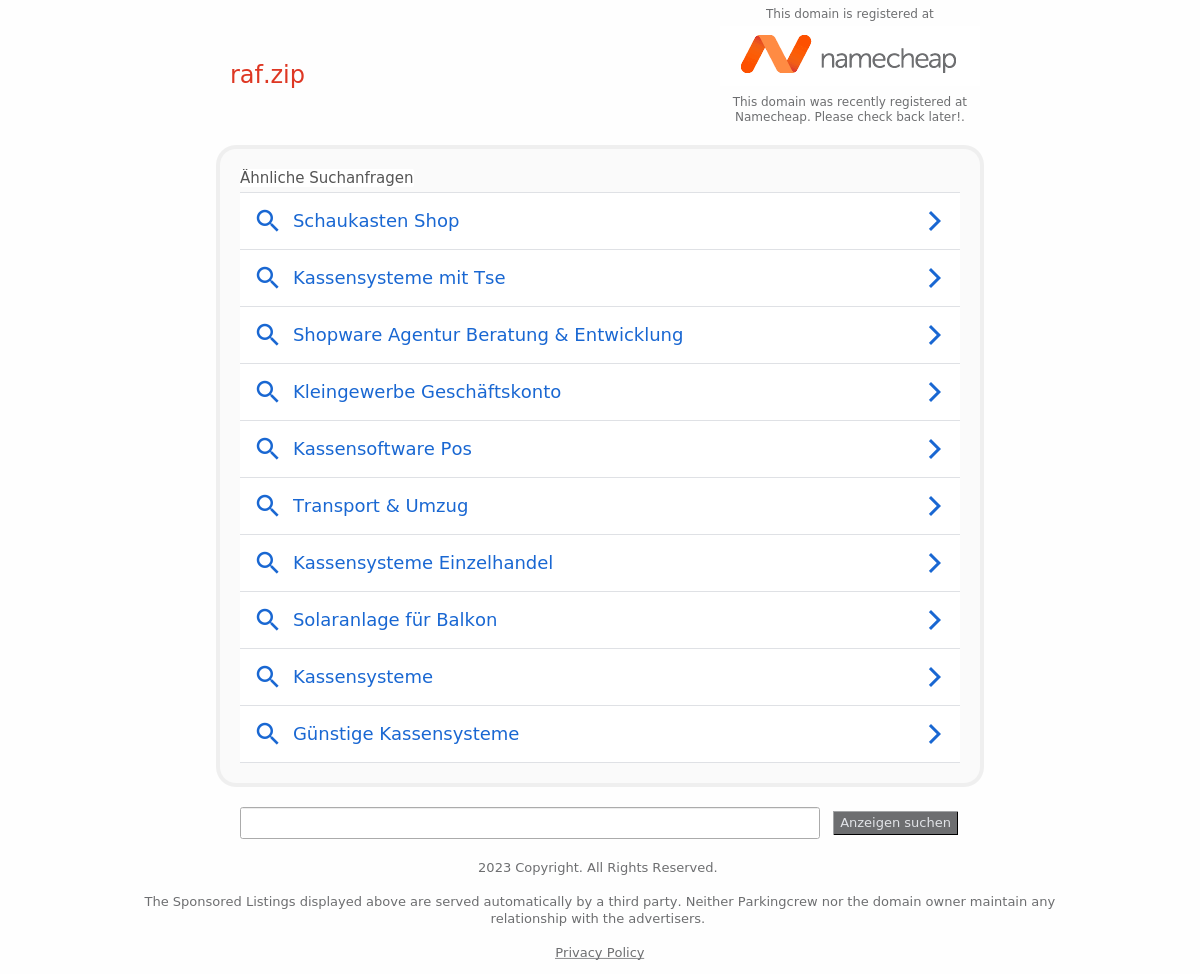 This domain is registered at
namecheap
raf.zip
This domain was recently registered at
Namecheap. Please check back later!.
Ähnliche Suchanfragen
Schaukasten Shop
Kassensysteme mit Tse
Shopware Agentur Beratung & Entwicklung
Kleingewerbe Geschäftskonto
Kassensoftware Pos
Transport & Umzug
Kassensysteme Einzelhandel
Solaranlage für Balkon
Kassensysteme
Günstige Kassensysteme
Anzeigen suchen
2023 Copyright. All Rights Reserved.
The Sponsored Listings displayed above are served automatically by a third party. Neither Parkingcrew nor the domain owner maintain any
relationship with the advertisers.
Privacy Policy